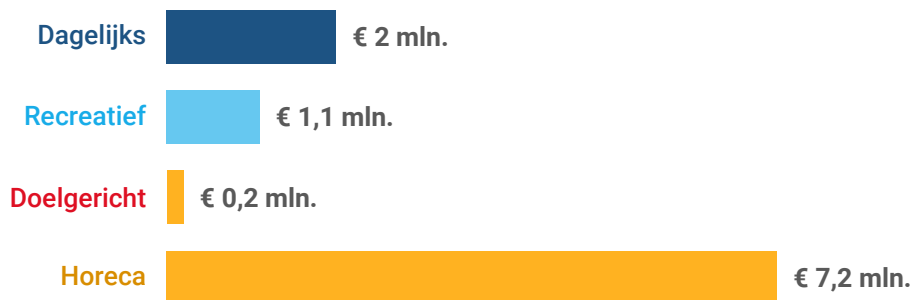 Dagelijks € 2 mln.
Recreatief € 1,1 mln.
Doelgericht € 0,2 mln.
Horeca € 7,2 mln.